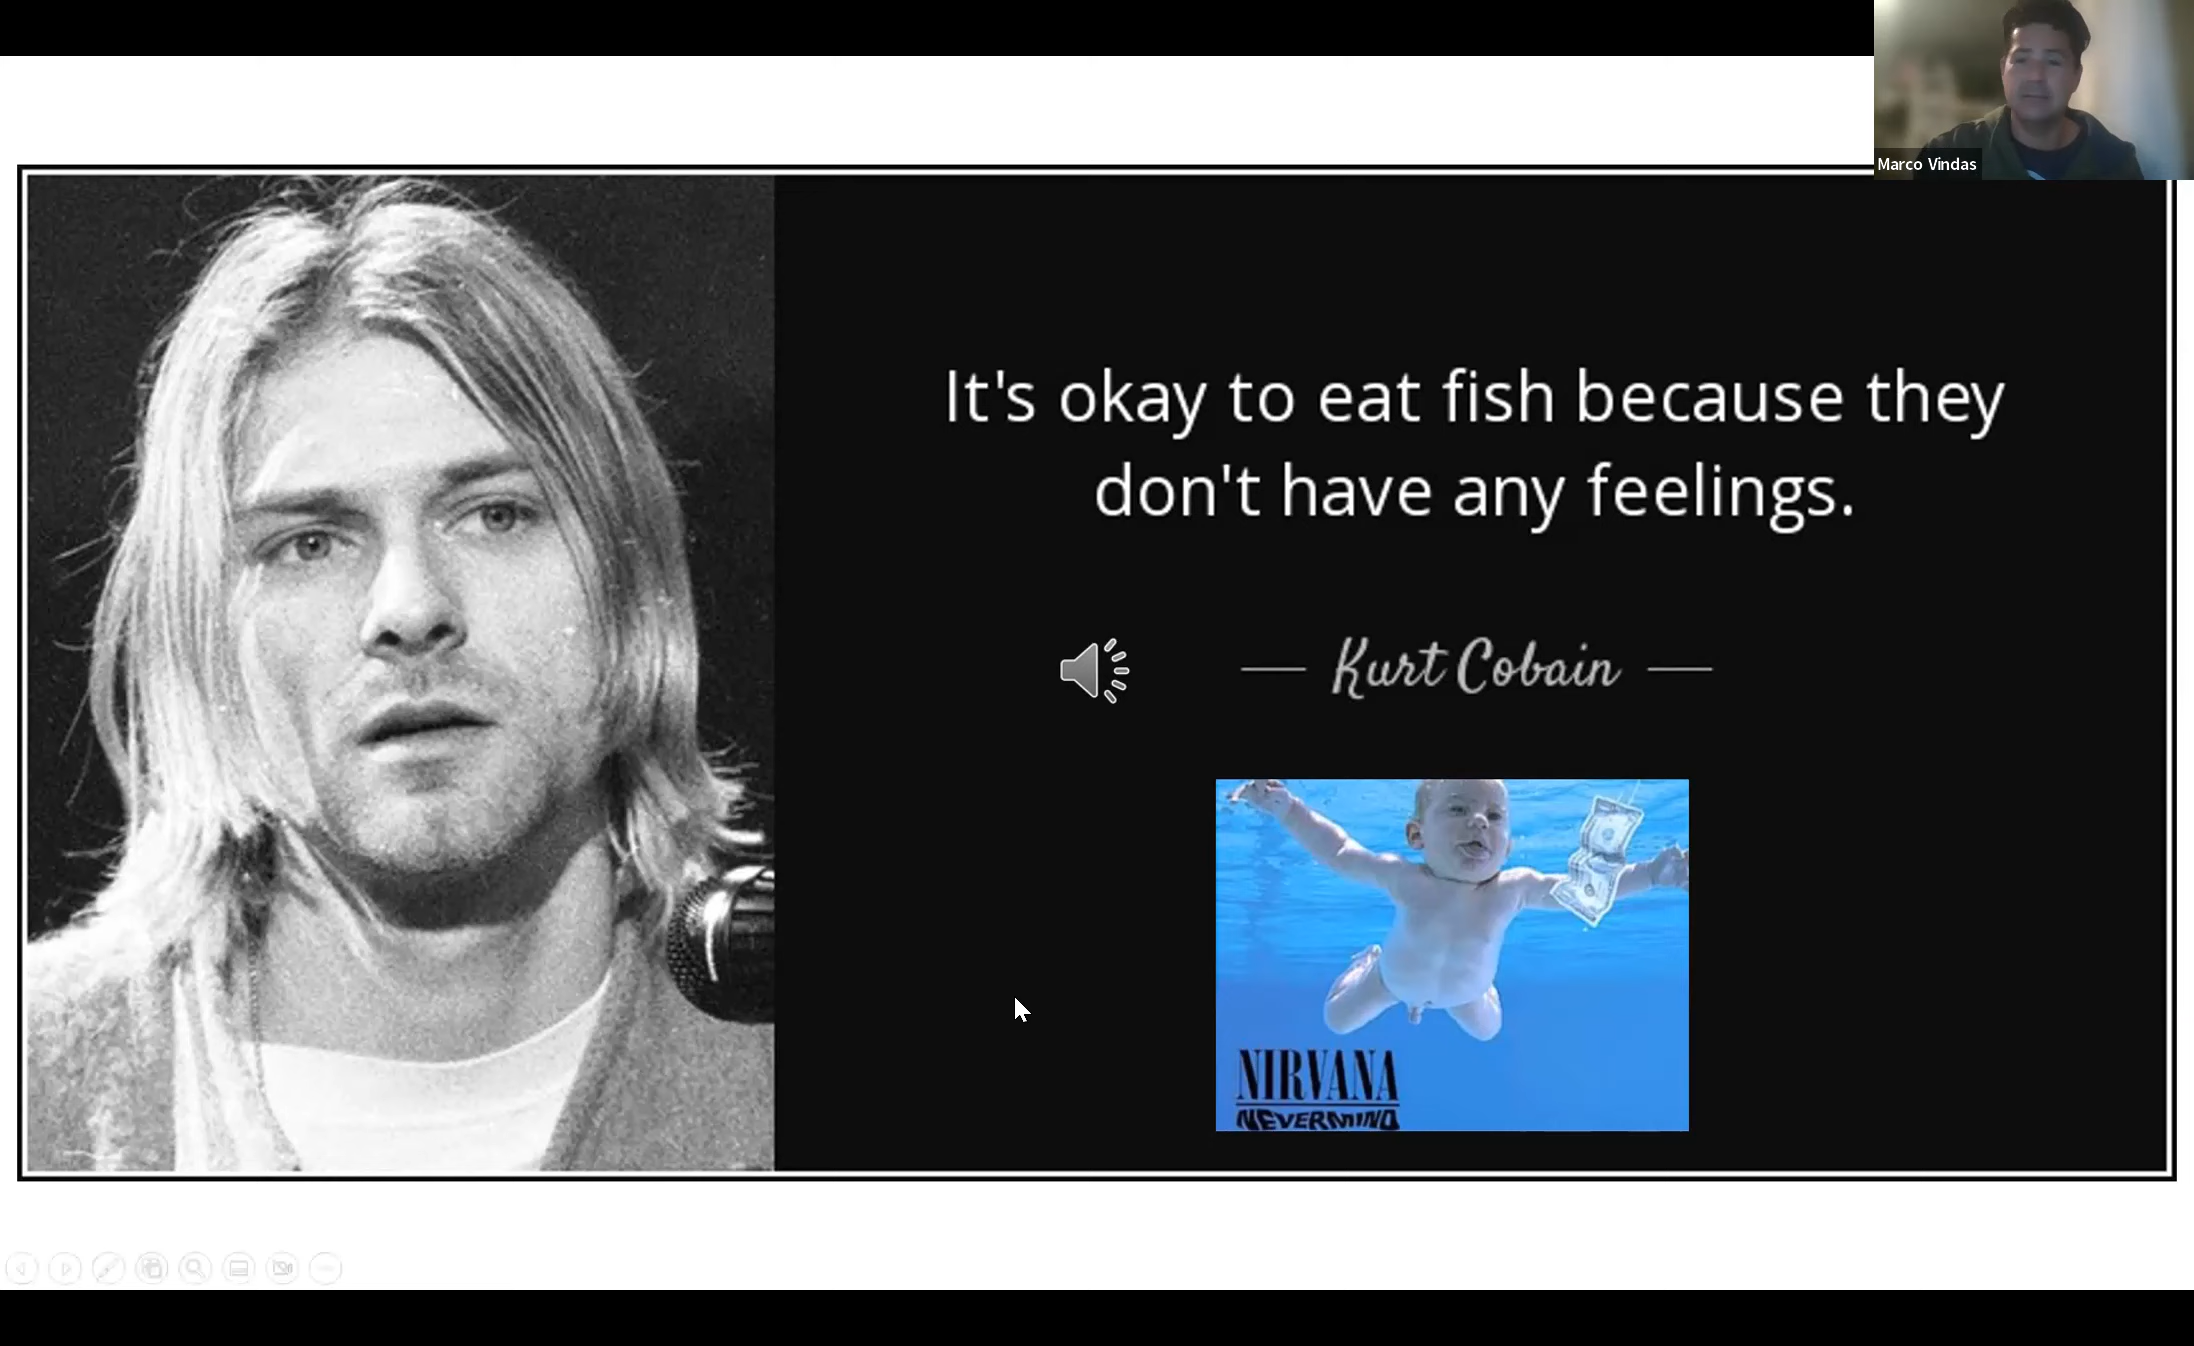 Marco Vindas
It's okay to eat fish because they
don't have any feelings.
Kurt Cobain
NIRVANA
NEVERMIND